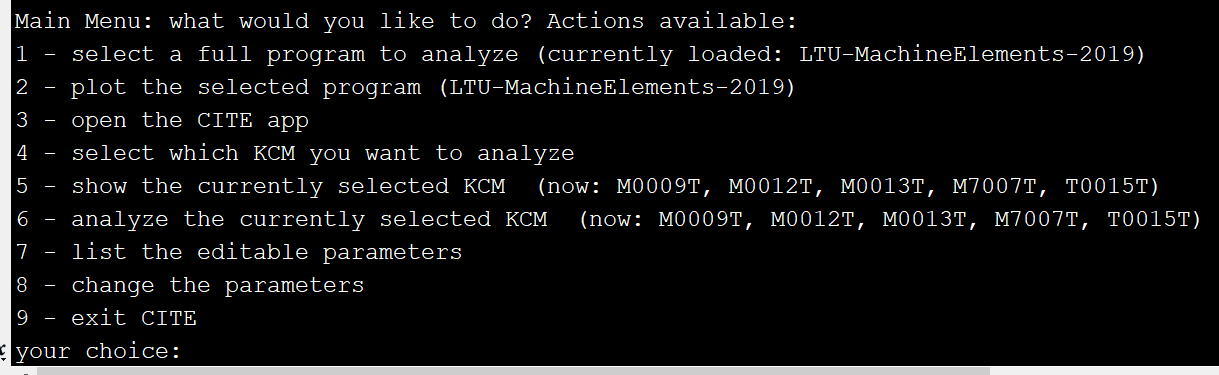 Main Menu: what would you like to do? Actions available:
1 - select a full program to analyze (currently loaded: LTU-MachineElements-2019)
2 - plot the selected program (LTU-MachineElements-2019)
3 - open the CITE app
4 - select which KCM you want to analyze
5 - show the currently selected KCM  (now: M0009T, M0012T, M0013T, M7007T, T0015T)
6 - analyze the currently selected KCM  (now: M0009T, M0012T, M0013T, M7007T, T0015T)
7 - list the editable parameters
8 - change the parameters
9 - exit CITE
your choice: